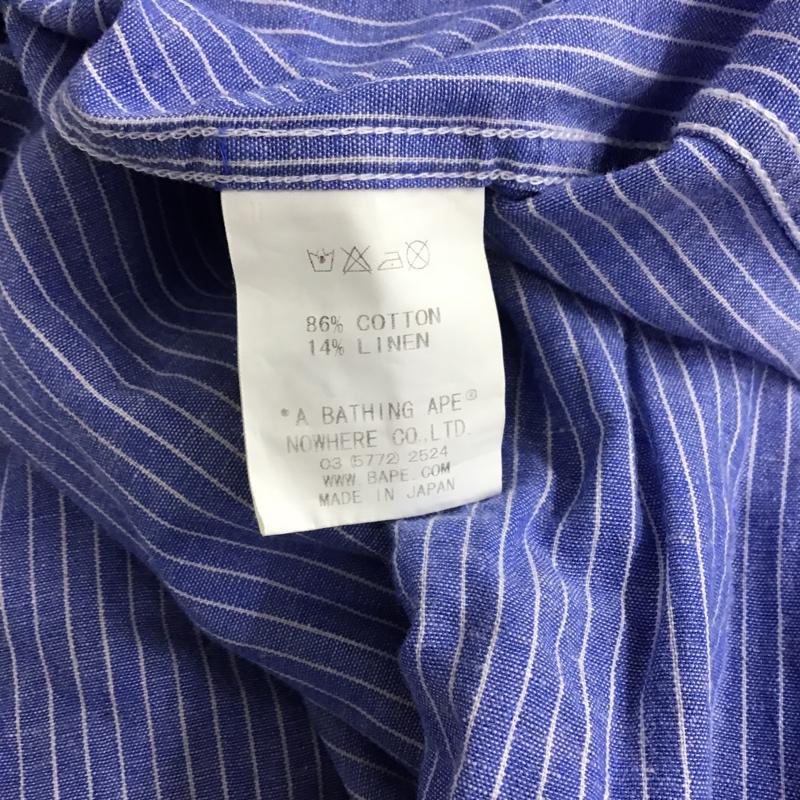 86% COTTON
14% LINEN
*A BATHING APE®
NOWHERE CO.,LTD.
03 (5772) 2524
WWW.BAPE.COM
MADE IN JAPAN